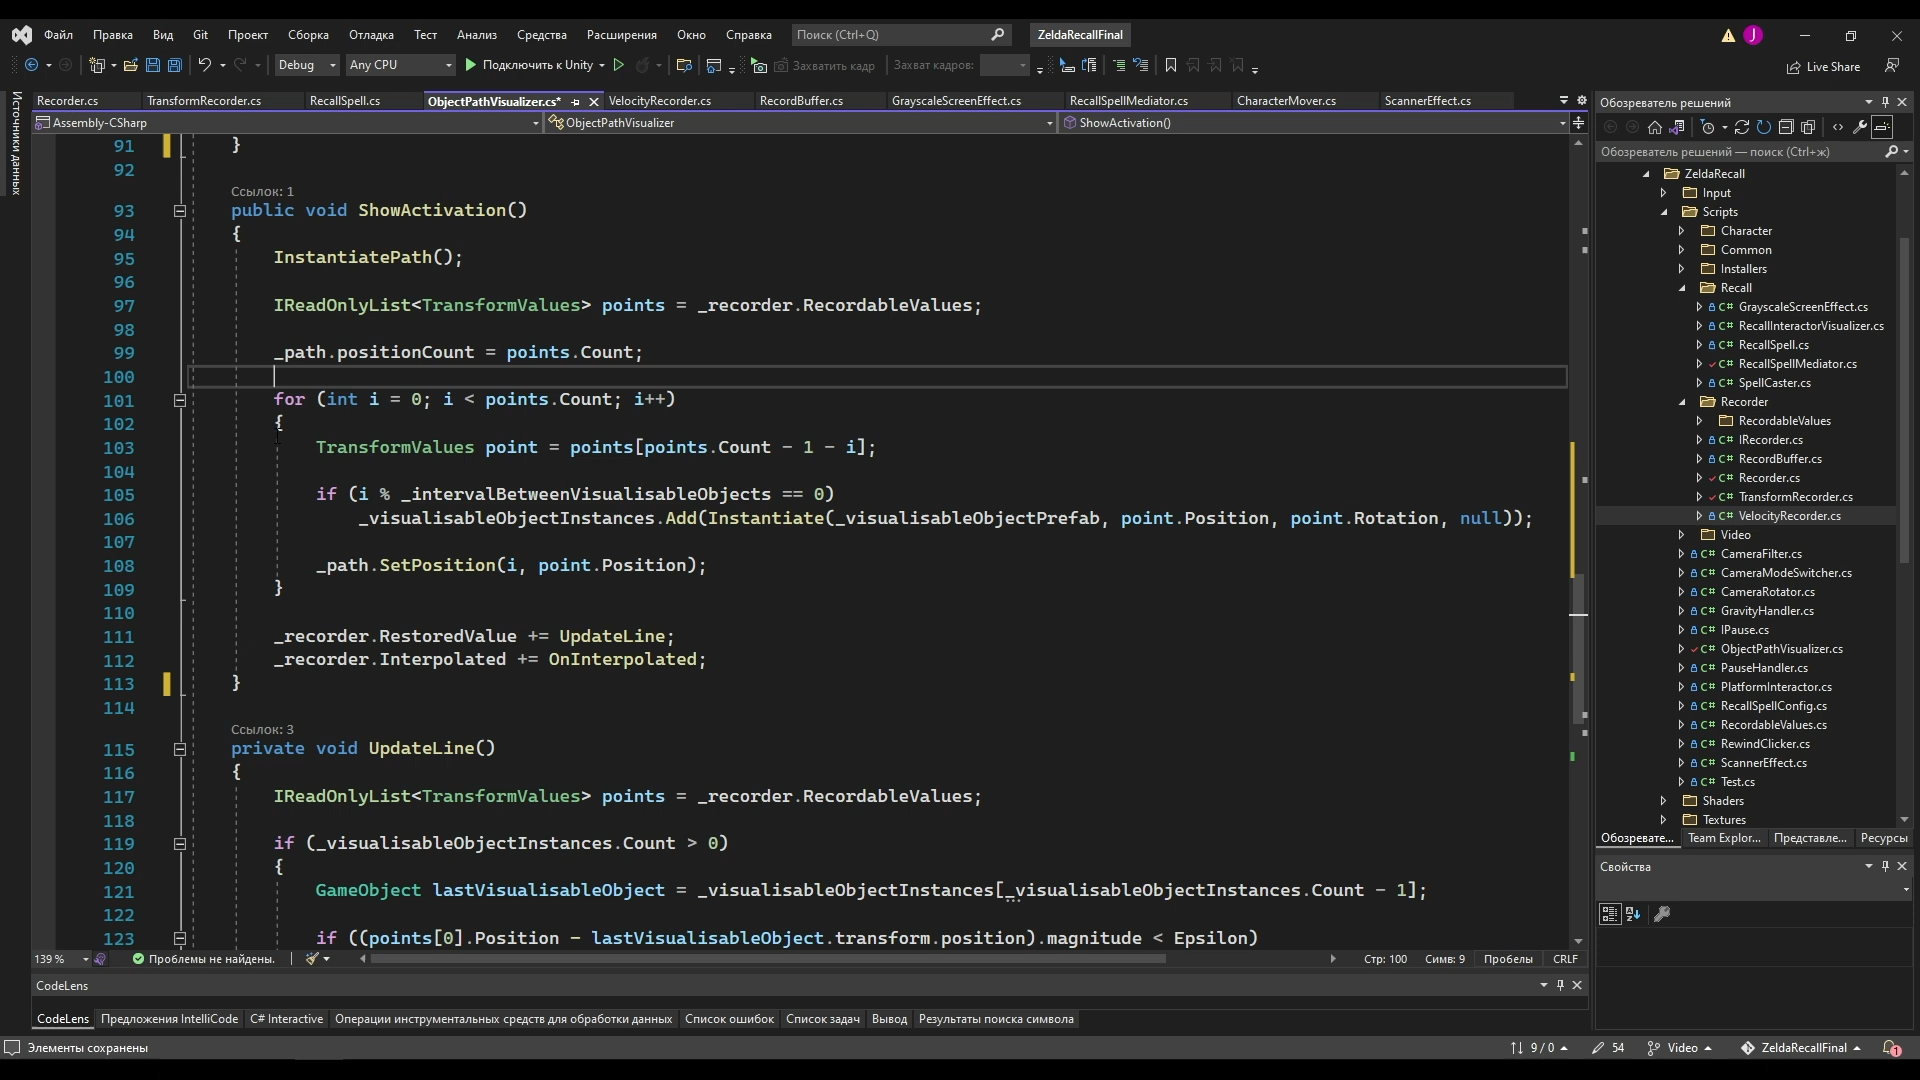 Файл Правка Вид Git Проект Сборка Отладка Тест Анализ Средства Расширения Окно Справка Поиск (Ctrl+Q) ZeldaRecallFinal J
Debug Any CPU Подключить к Unity Захватить кадр Захват кадров: Live Share
Источники данных
Recorder.cs TransformRecorder.cs RecallSpell.cs ObjectPathVisualizer.cs* VelocityRecorder.cs RecordBuffer.cs GrayscaleScreenEffect.cs RecallSpellMediator.cs CharacterMover.cs ScannerEffect.cs
Assembly-CSharp ObjectPathVisualizer ShowActivation()
91 }
92
Ссылок: 1
93 public void ShowActivation()
94 {
95 InstantiatePath();
96
97 IReadOnlyList<TransformValues> points = _recorder.RecordableValues;
98
99 _path.positionCount = points.Count;
100
101 for (int i = 0; i < points.Count; i++)
102 {
103 TransformValues point = points[points.Count - 1 - i];
104
105 if (i % _intervalBetweenVisualisableObjects == 0)
106 _visualisableObjectInstances.Add(Instantiate(_visualisableObjectPrefab, point.Position, point.Rotation, null));
107
108 _path.SetPosition(i, point.Position);
109 }
110
111 _recorder.RestoredValue += UpdateLine;
112 _recorder.Interpolated += OnInterpolated;
113 }
114
Ссылок: 3
115 private void UpdateLine()
116 {
117 IReadOnlyList<TransformValues> points = _recorder.RecordableValues;
118
119 if (_visualisableObjectInstances.Count > 0)
120 {
121 GameObject lastVisualisableObject = _visualisableObjectInstances[_visualisableObjectInstances.Count - 1];
122
123 if ((points[0].Position - lastVisualisableObject.transform.position).magnitude < Epsilon)
139 % Проблемы не найдены. Стр: 100 Симв: 9 Пробелы CRLF
CodeLens
CodeLens Предложения IntelliCode C# Interactive Операции инструментальных средств для обработки данных Список ошибок Список задач Вывод Результаты поиска символа
Обозреватель решений
Обозреватель решений — поиск (Ctrl+ж)
ZeldaRecall
Input
Scripts
Character
Common
Installers
Recall
C# GrayscaleScreenEffect.cs
C# RecallInteractorVisualizer.cs
C# RecallSpell.cs
C# RecallSpellMediator.cs
C# SpellCaster.cs
Recorder
RecordableValues
C# IRecorder.cs
C# RecordBuffer.cs
C# Recorder.cs
C# TransformRecorder.cs
C# VelocityRecorder.cs
Video
C# CameraFilter.cs
C# CameraModeSwitcher.cs
C# CameraRotator.cs
C# GravityHandler.cs
C# IPause.cs
C# ObjectPathVisualizer.cs
C# PauseHandler.cs
C# PlatformInteractor.cs
C# RecallSpellConfig.cs
C# RecordableValues.cs
C# RewindClicker.cs
C# ScannerEffect.cs
C# Test.cs
Shaders
Textures
Обозревате... Team Explor... Представле... Ресурсы
Свойства
Элементы сохранены 9 / 0 54 Video ZeldaRecallFinal 1